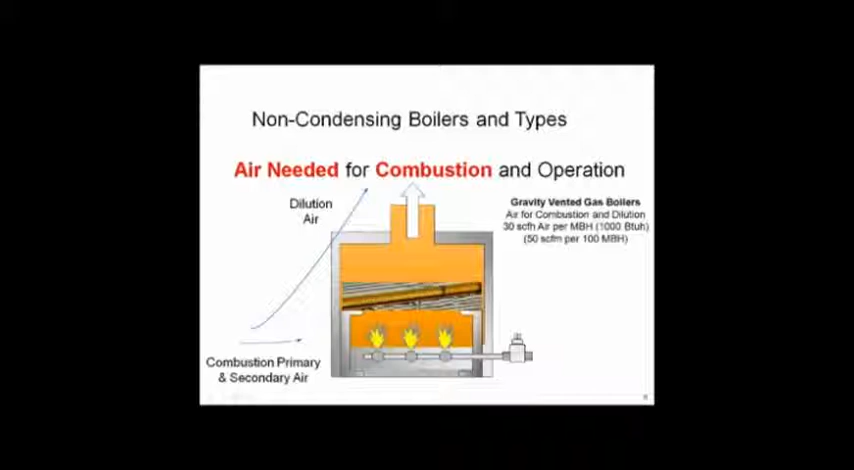 Non-Condensing Boilers and Types
Air Needed for Combustion and Operation
Dilution
Air
Gravity Vented Gas Boilers
Air for Combustion and Dilution
30 scfh Air per MBH (1000 Btuh)
(50 scfm per 100 MBH)
Combustion Primary
& Secondary Air